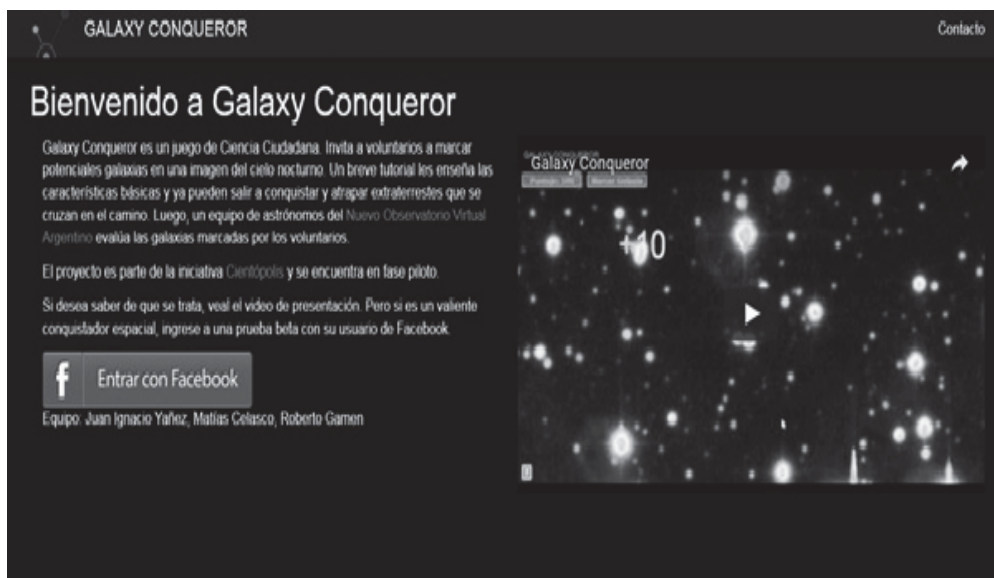 GALAXY CONQUEROR
Contacto
Bienvenido a Galaxy Conqueror
Galaxy Conqueror es un juego de Ciencia Ciudadana. Invita a voluntarios a marcar
potenciales galaxias en una imagen del cielo nocturno. Un breve tutorial les enseña las
características básicas y ya pueden salir a conquistar y atrapar extraterrestes que se
cruzan en el camino. Luego, un equipo de astrónomos del Nuevo Observatorio Virtual
Argentino evalúa las galaxias marcadas por los voluntarios.
El proyecto es parte de la iniciativa Cientópolis y se encuentra en fase piloto.
Si desea saber de que se trata, veal el video de presentación. Pero si es un valiente
conquistador espacial, ingrese a una prueba beta con su usuario de Facebook.
f Entrar con Facebook
Equipo: Juan Ignacio Yañez, Matías Celasco, Roberto Gamen
Galaxy Conqueror
+10